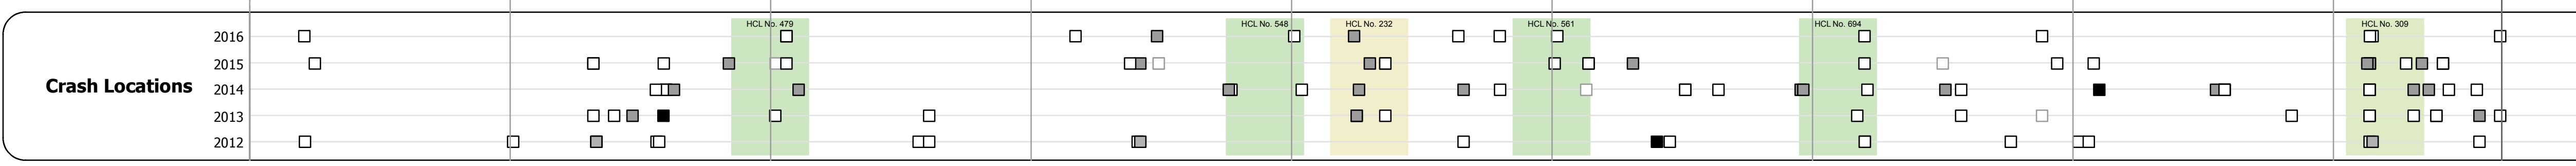 HCL No. 479 HCL No. 548 HCL No. 232 HCL No. 561 HCL No. 694 HCL No. 309
2016
2015
Crash Locations 2014
2013
2012